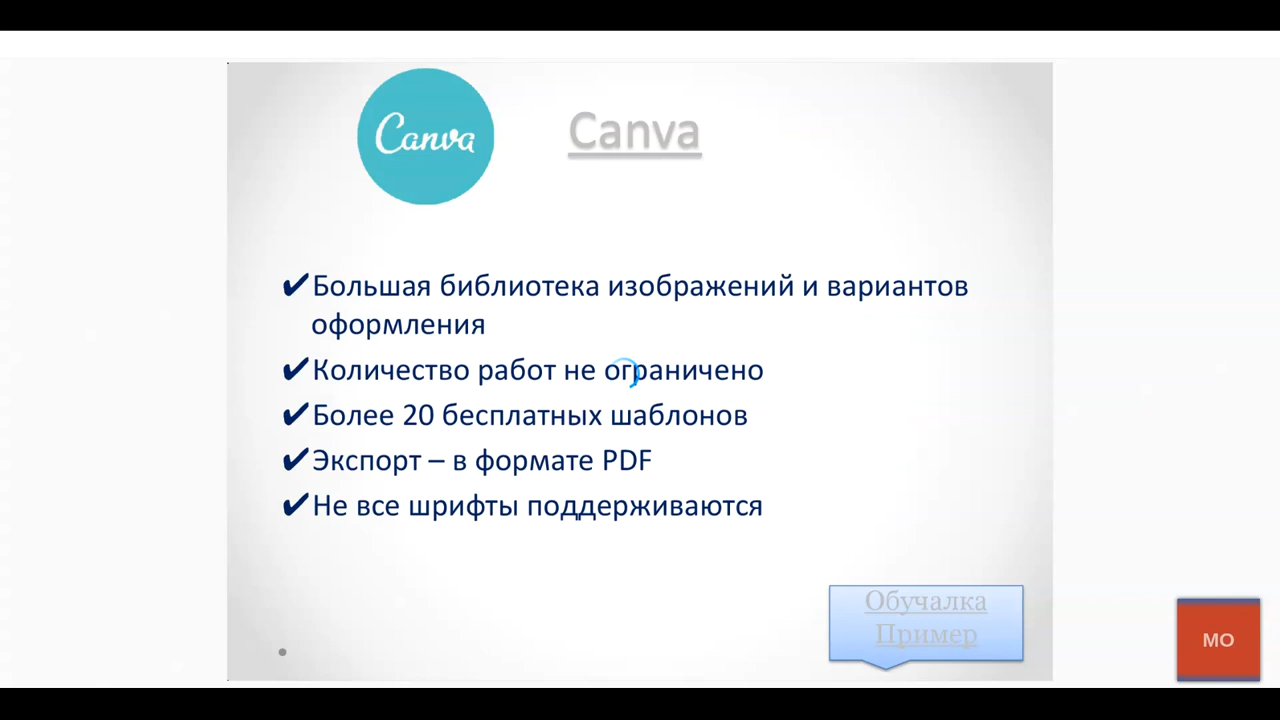 Canva
Canva
✔Большая библиотека изображений и вариантов
оформления
✔Количество работ не ограничено
✔Более 20 бесплатных шаблонов
✔Экспорт – в формате PDF
✔Не все шрифты поддерживаются
Обучалка
Пример
МО